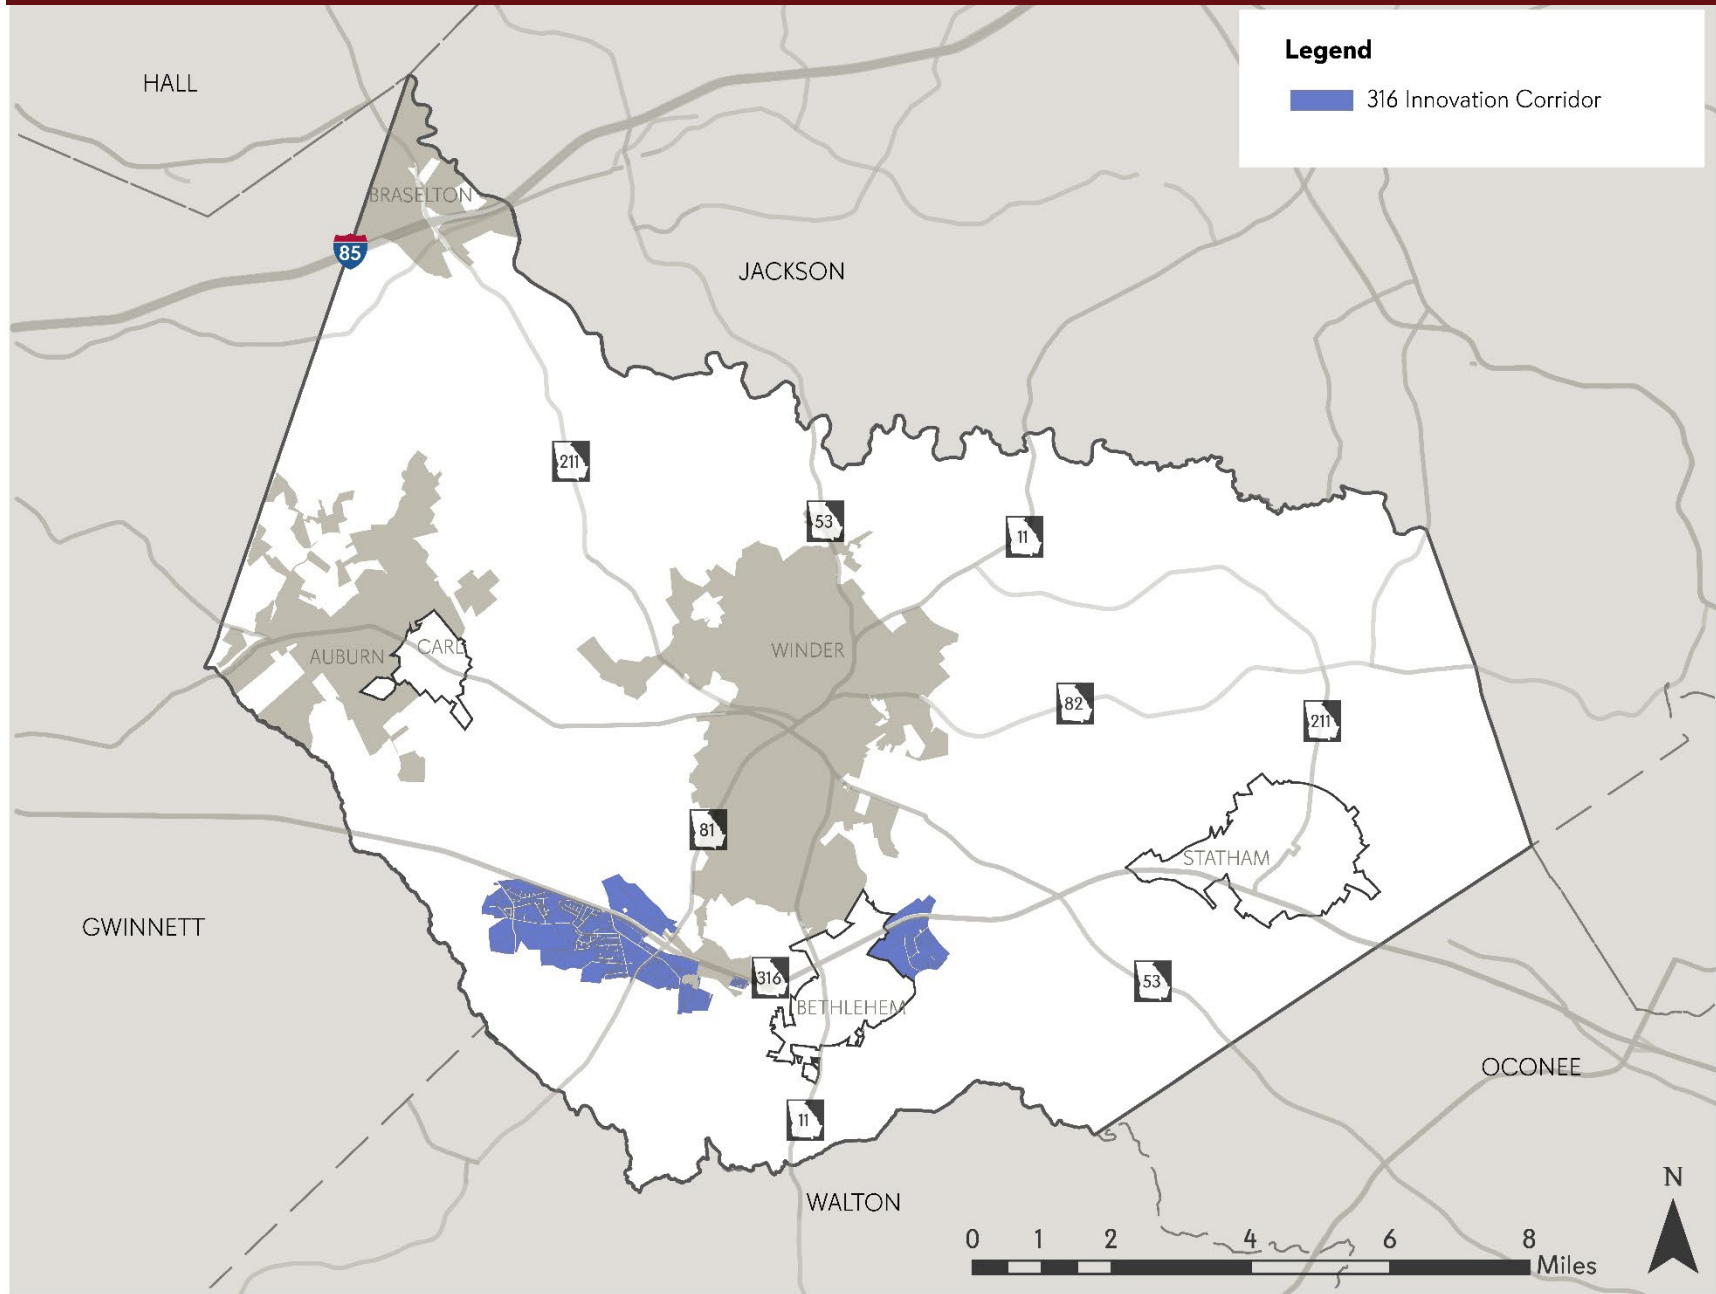 Legend
316 Innovation Corridor
HALL
BRASELTON
85
JACKSON
211
53
11
AUBURN
CARL
WINDER
82
211
81
STATHAM
GWINNETT
316
BETHLEHEM
53
OCONEE
11
WALTON
N
0 1 2 4 6 8
Miles